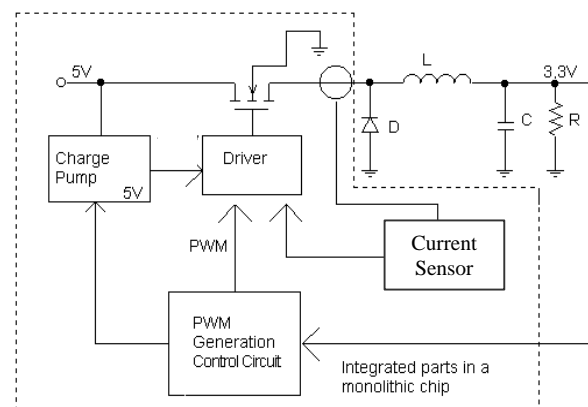 5V
L
3,3V
D
C
R
Charge
Pump
5V
Driver
PWM
Current
Sensor
PWM
Generation
Control Circuit
Integrated parts in a
monolithic chip